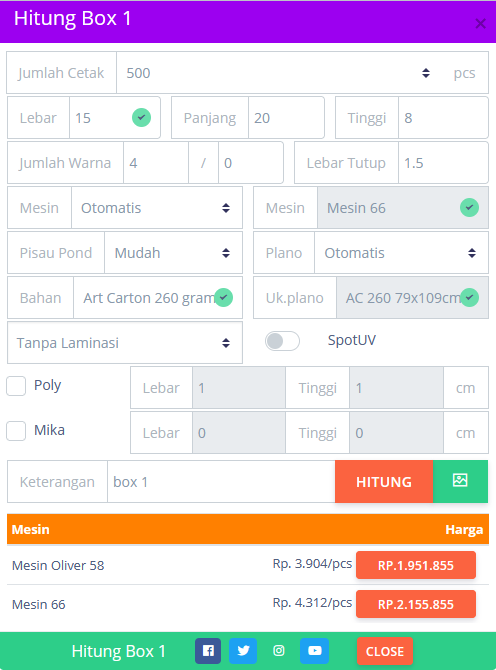 Hitung Box 1
×
Jumlah Cetak 500 pcs
Lebar 15 Panjang 20 Tinggi 8
Jumlah Warna 4 / 0 Lebar Tutup 1.5
Mesin Otomatis Mesin Mesin 66
Pisau Pond Mudah Plano Otomatis
Bahan Art Carton 260 gram Uk.plano AC 260 79x109cm
Tanpa Laminasi SpotUV
Poly Lebar 1 Tinggi 1 cm
Mika Lebar 0 Tinggi 0 cm
Keterangan box 1 HITUNG
Mesin Harga
Mesin Oliver 58 Rp. 3.904/pcs RP.1.951.855
Mesin 66 Rp. 4.312/pcs RP.2.155.855
Hitung Box 1 CLOSE